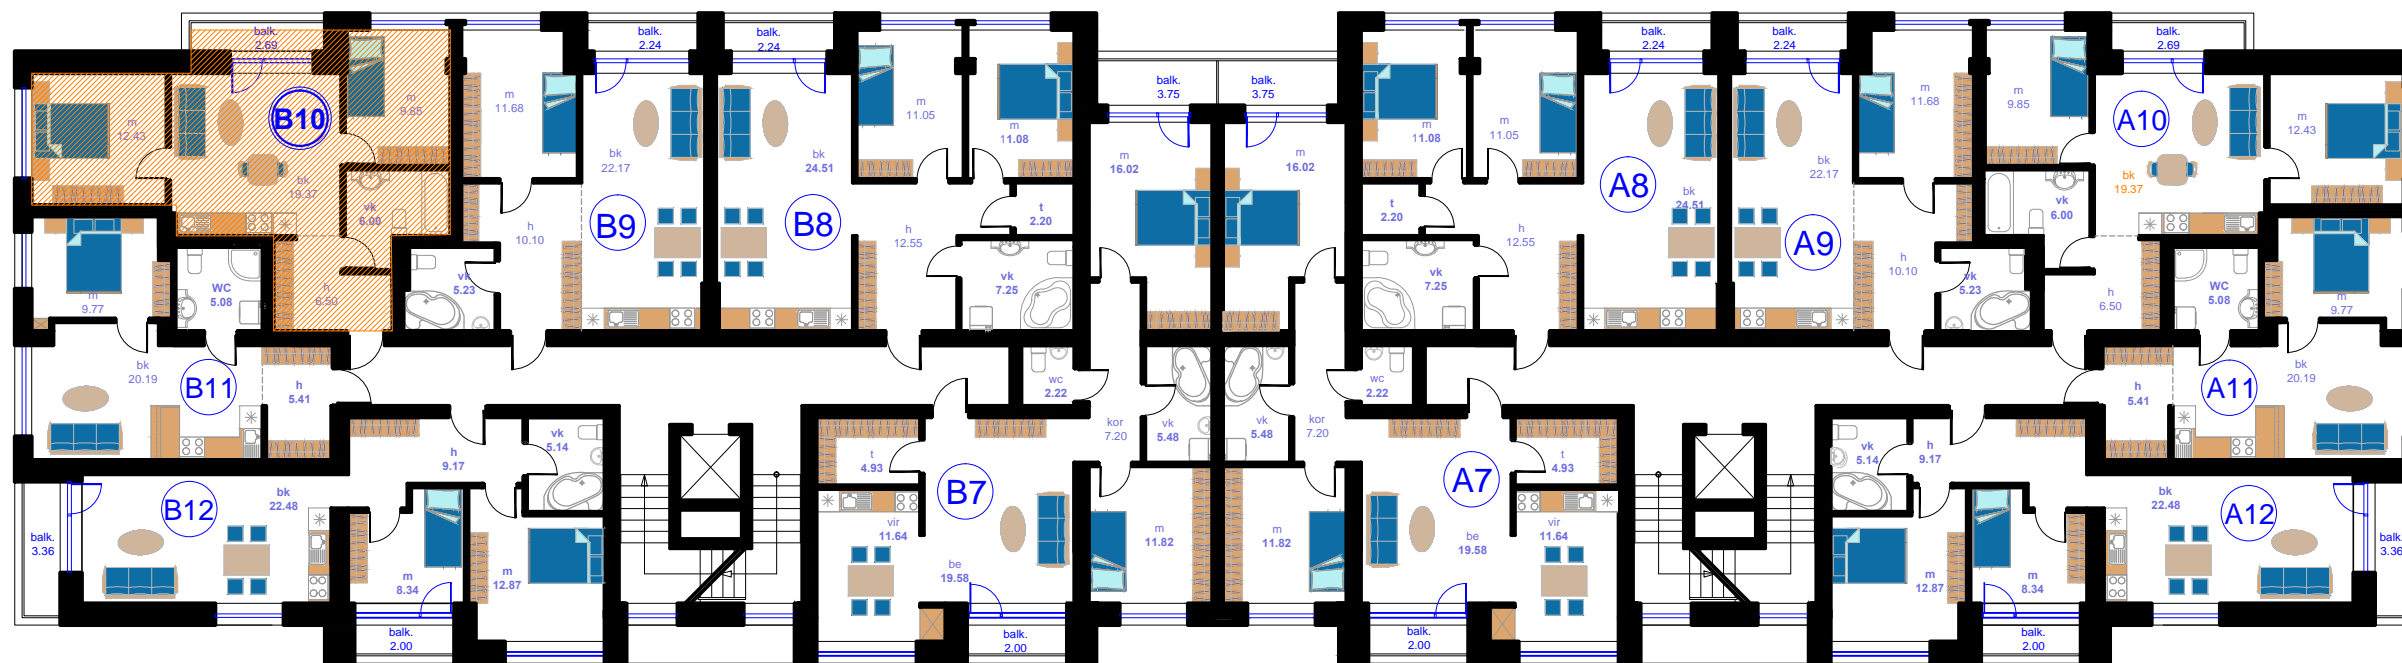 balk.
2.69
B10
m
12.43
m
9.85
bk
19.37
vk
6.00
h
6.50
m
11.68
h
10.10
vk
5.23
balk.
2.24
bk
22.17
B9
balk.
2.24
bk
24.51
B8
m
11.05
m
11.08
t
2.20
h
12.55
vk
7.25
balk.
3.75
m
16.02
balk.
3.75
m
16.02
m
11.08
m
11.05
t
2.20
h
12.55
vk
7.25
balk.
2.24
A8
bk
24.51
balk.
2.24
bk
22.17
A9
m
11.68
h
10.10
vk
5.23
m
9.85
balk.
2.69
A10
bk
19.37
m
12.43
vk
6.00
h
6.50
m
9.77
WC
5.08
bk
20.19
B11
h
5.41
wc
2.22
kor
7.20
vk
5.48
vk
5.48
kor
7.20
wc
2.22
WC
5.08
m
9.77
h
5.41
A11
bk
20.19
B12
bk
22.48
balk.
3.36
h
9.17
vk
5.14
m
8.34
m
12.87
balk.
2.00
t
4.93
B7
vir
11.64
be
19.58
balk.
2.00
m
11.82
m
11.82
A7
be
19.58
t
4.93
vir
11.64
balk.
2.00
vk
5.14
h
9.17
m
12.87
m
8.34
balk.
2.00
bk
22.48
A12
balk.
3.36